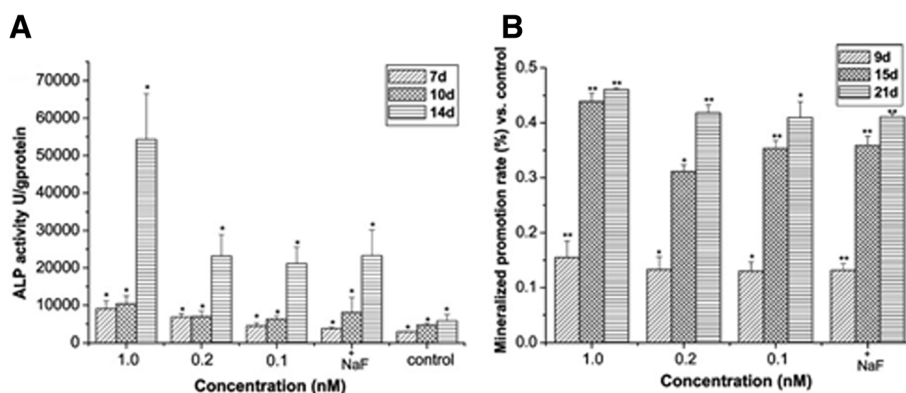 A
ALP activity U/gprotein
70000
60000
50000
40000
30000
20000
10000
0
7d
10d
14d
* * *
* * *
* * *
* * *
* * *
1.0
0.2
0.1
+
NaF
control
Concentration (nM)
B
Mineralized promotion rate (%) vs. control
0.5
0.4
0.3
0.2
0.1
0.0
9d
15d
21d
** ** **
* * **
* ** *
** ** **
1.0
0.2
0.1
+
NaF
Concentration (nM)